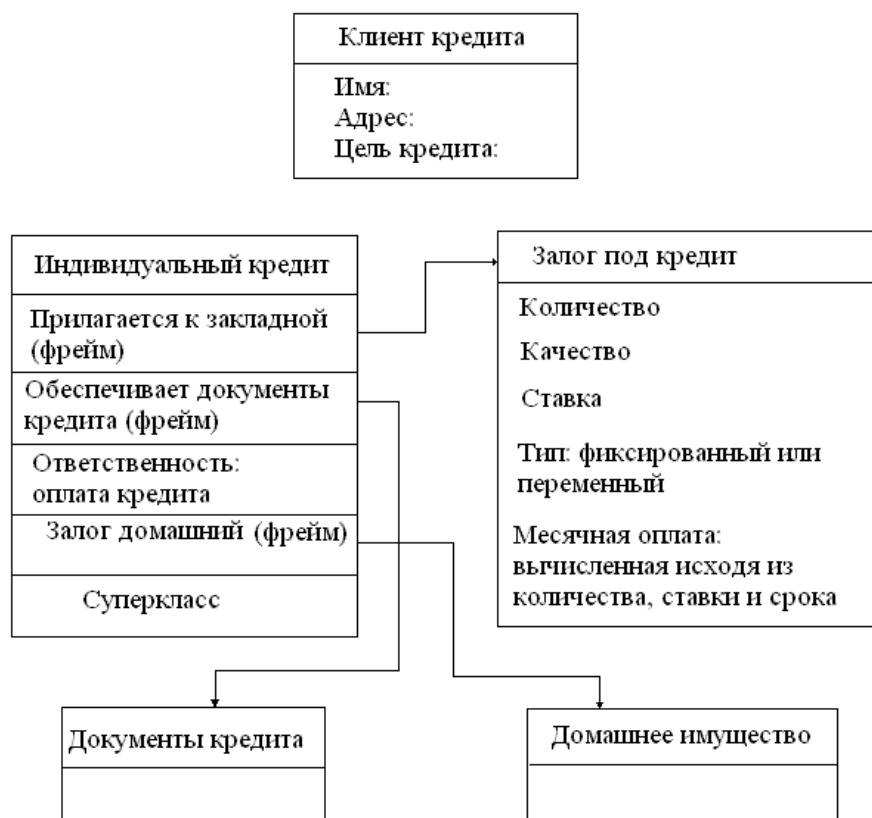 Клиент кредита
Имя:
Адрес:
Цель кредита:
Индивидуальный кредит
Прилагается к закладной
(фрейм)
Обеспечивает документы
кредита (фрейм)
Ответственность:
оплата кредита
Залог домашний (фрейм)
Суперкласс
Залог под кредит
Количество
Качество
Ставка
Тип: фиксированный или
переменный
Месячная оплата:
вычисленная исходя из
количества, ставки и срока
Документы кредита
Домашнее имущество